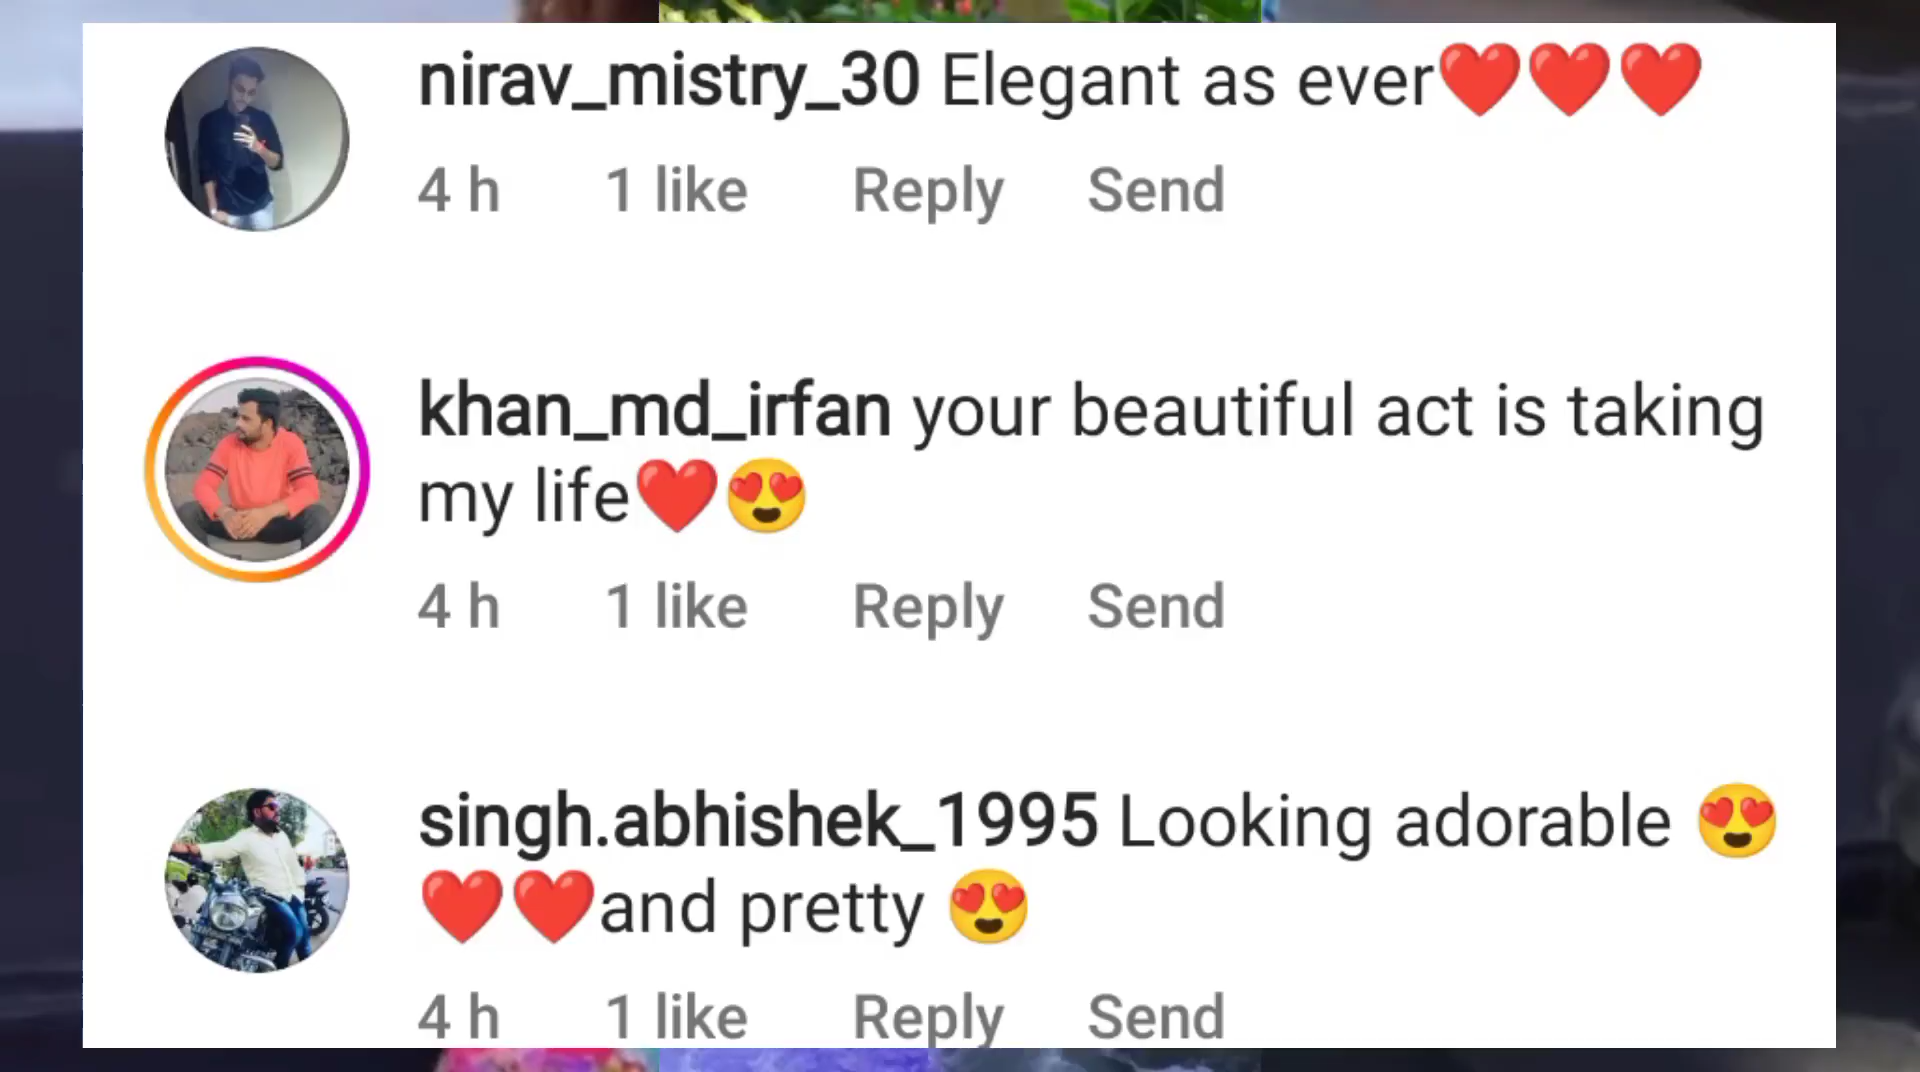 nirav_mistry_30 Elegant as ever❤️❤️❤️
4 h 1 like Reply Send
khan_md_irfan your beautiful act is taking
my life❤️😍
4 h 1 like Reply Send
singh.abhishek_1995 Looking adorable 😍
❤️❤️and pretty 😍
4 h 1 like Reply Send